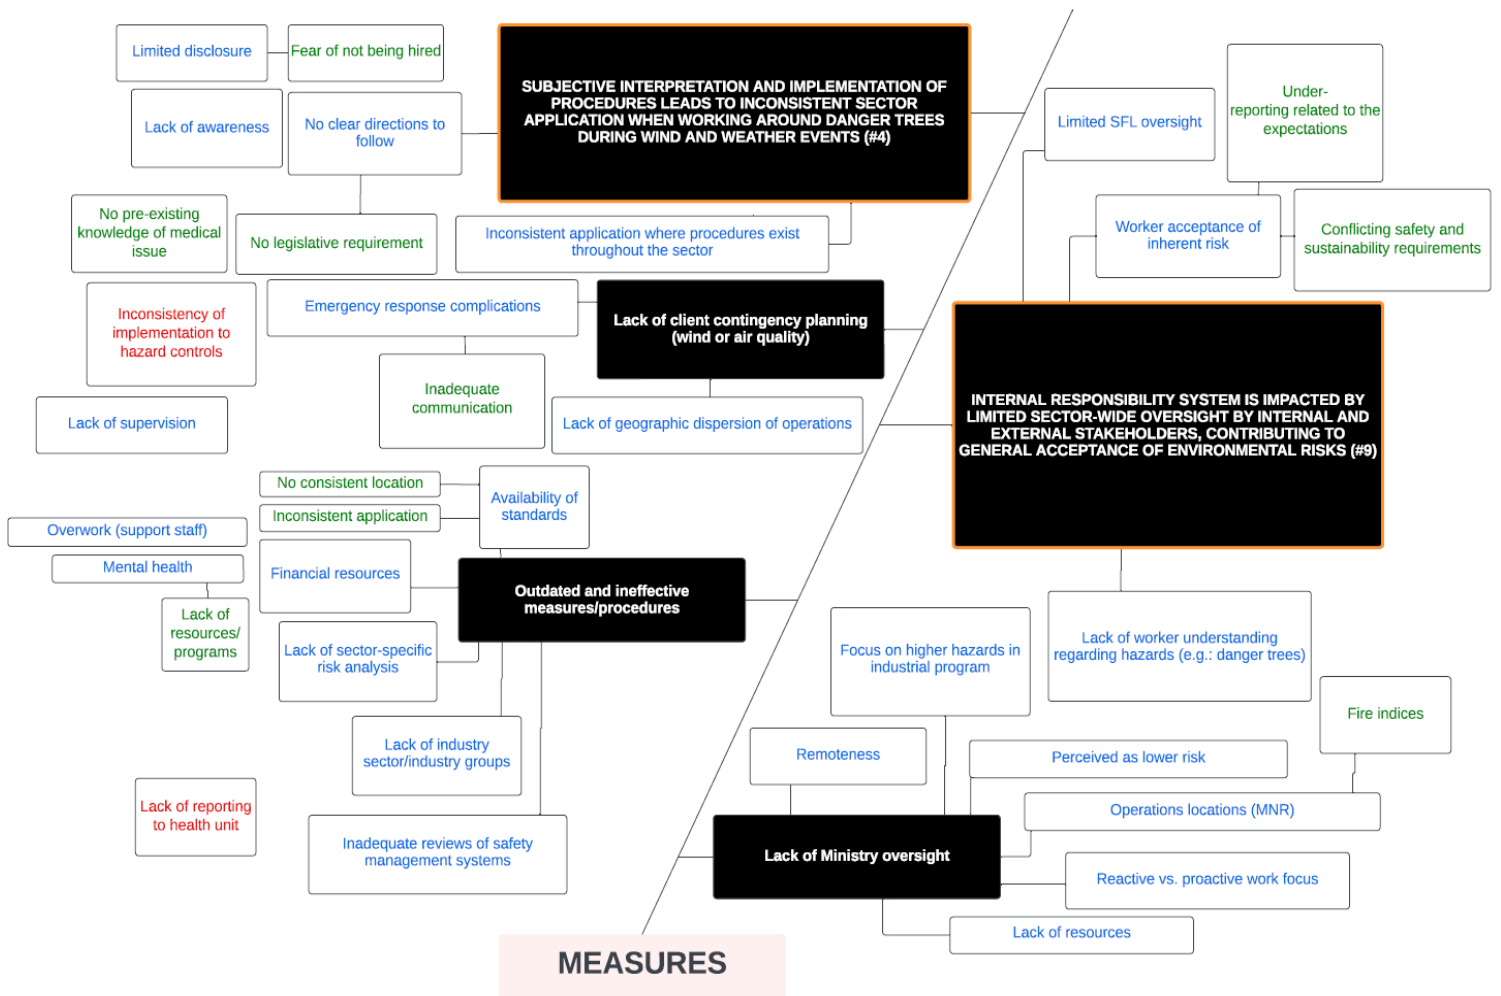 Limited disclosure
Fear of not being hired
SUBJECTIVE INTERPRETATION AND IMPLEMENTATION OF
PROCEDURES LEADS TO INCONSISTENT SECTOR
APPLICATION WHEN WORKING AROUND DANGER TREES
DURING WIND AND WEATHER EVENTS (#4)
Lack of awareness
No clear directions to
follow
No pre-existing
knowledge of medical
issue
No legislative requirement
Inconsistent application where procedures exist
throughout the sector
Inconsistency of
implementation to
hazard controls
Emergency response complications
Lack of client contingency planning
(wind or air quality)
Inadequate
communication
Lack of supervision
Lack of geographic dispersion of operations
No consistent location
Inconsistent application
Availability of
standards
Overwork (support staff)
Mental health
Lack of
resources/
programs
Financial resources
Outdated and ineffective
measures/procedures
Lack of sector-specific
risk analysis
Lack of industry
sector/industry groups
Lack of reporting
to health unit
Inadequate reviews of safety
management systems
Limited SFL oversight
Under-
reporting related to the
expectations
Worker acceptance of
inherent risk
Conflicting safety and
sustainability requirements
INTERNAL RESPONSIBILITY SYSTEM IS IMPACTED BY
LIMITED SECTOR-WIDE OVERSIGHT BY INTERNAL AND
EXTERNAL STAKEHOLDERS, CONTRIBUTING TO
GENERAL ACCEPTANCE OF ENVIRONMENTAL RISKS (#9)
Focus on higher hazards in
industrial program
Lack of worker understanding
regarding hazards (e.g.: danger trees)
Fire indices
Remoteness
Perceived as lower risk
Operations locations (MNR)
Lack of Ministry oversight
Reactive vs. proactive work focus
Lack of resources
MEASURES